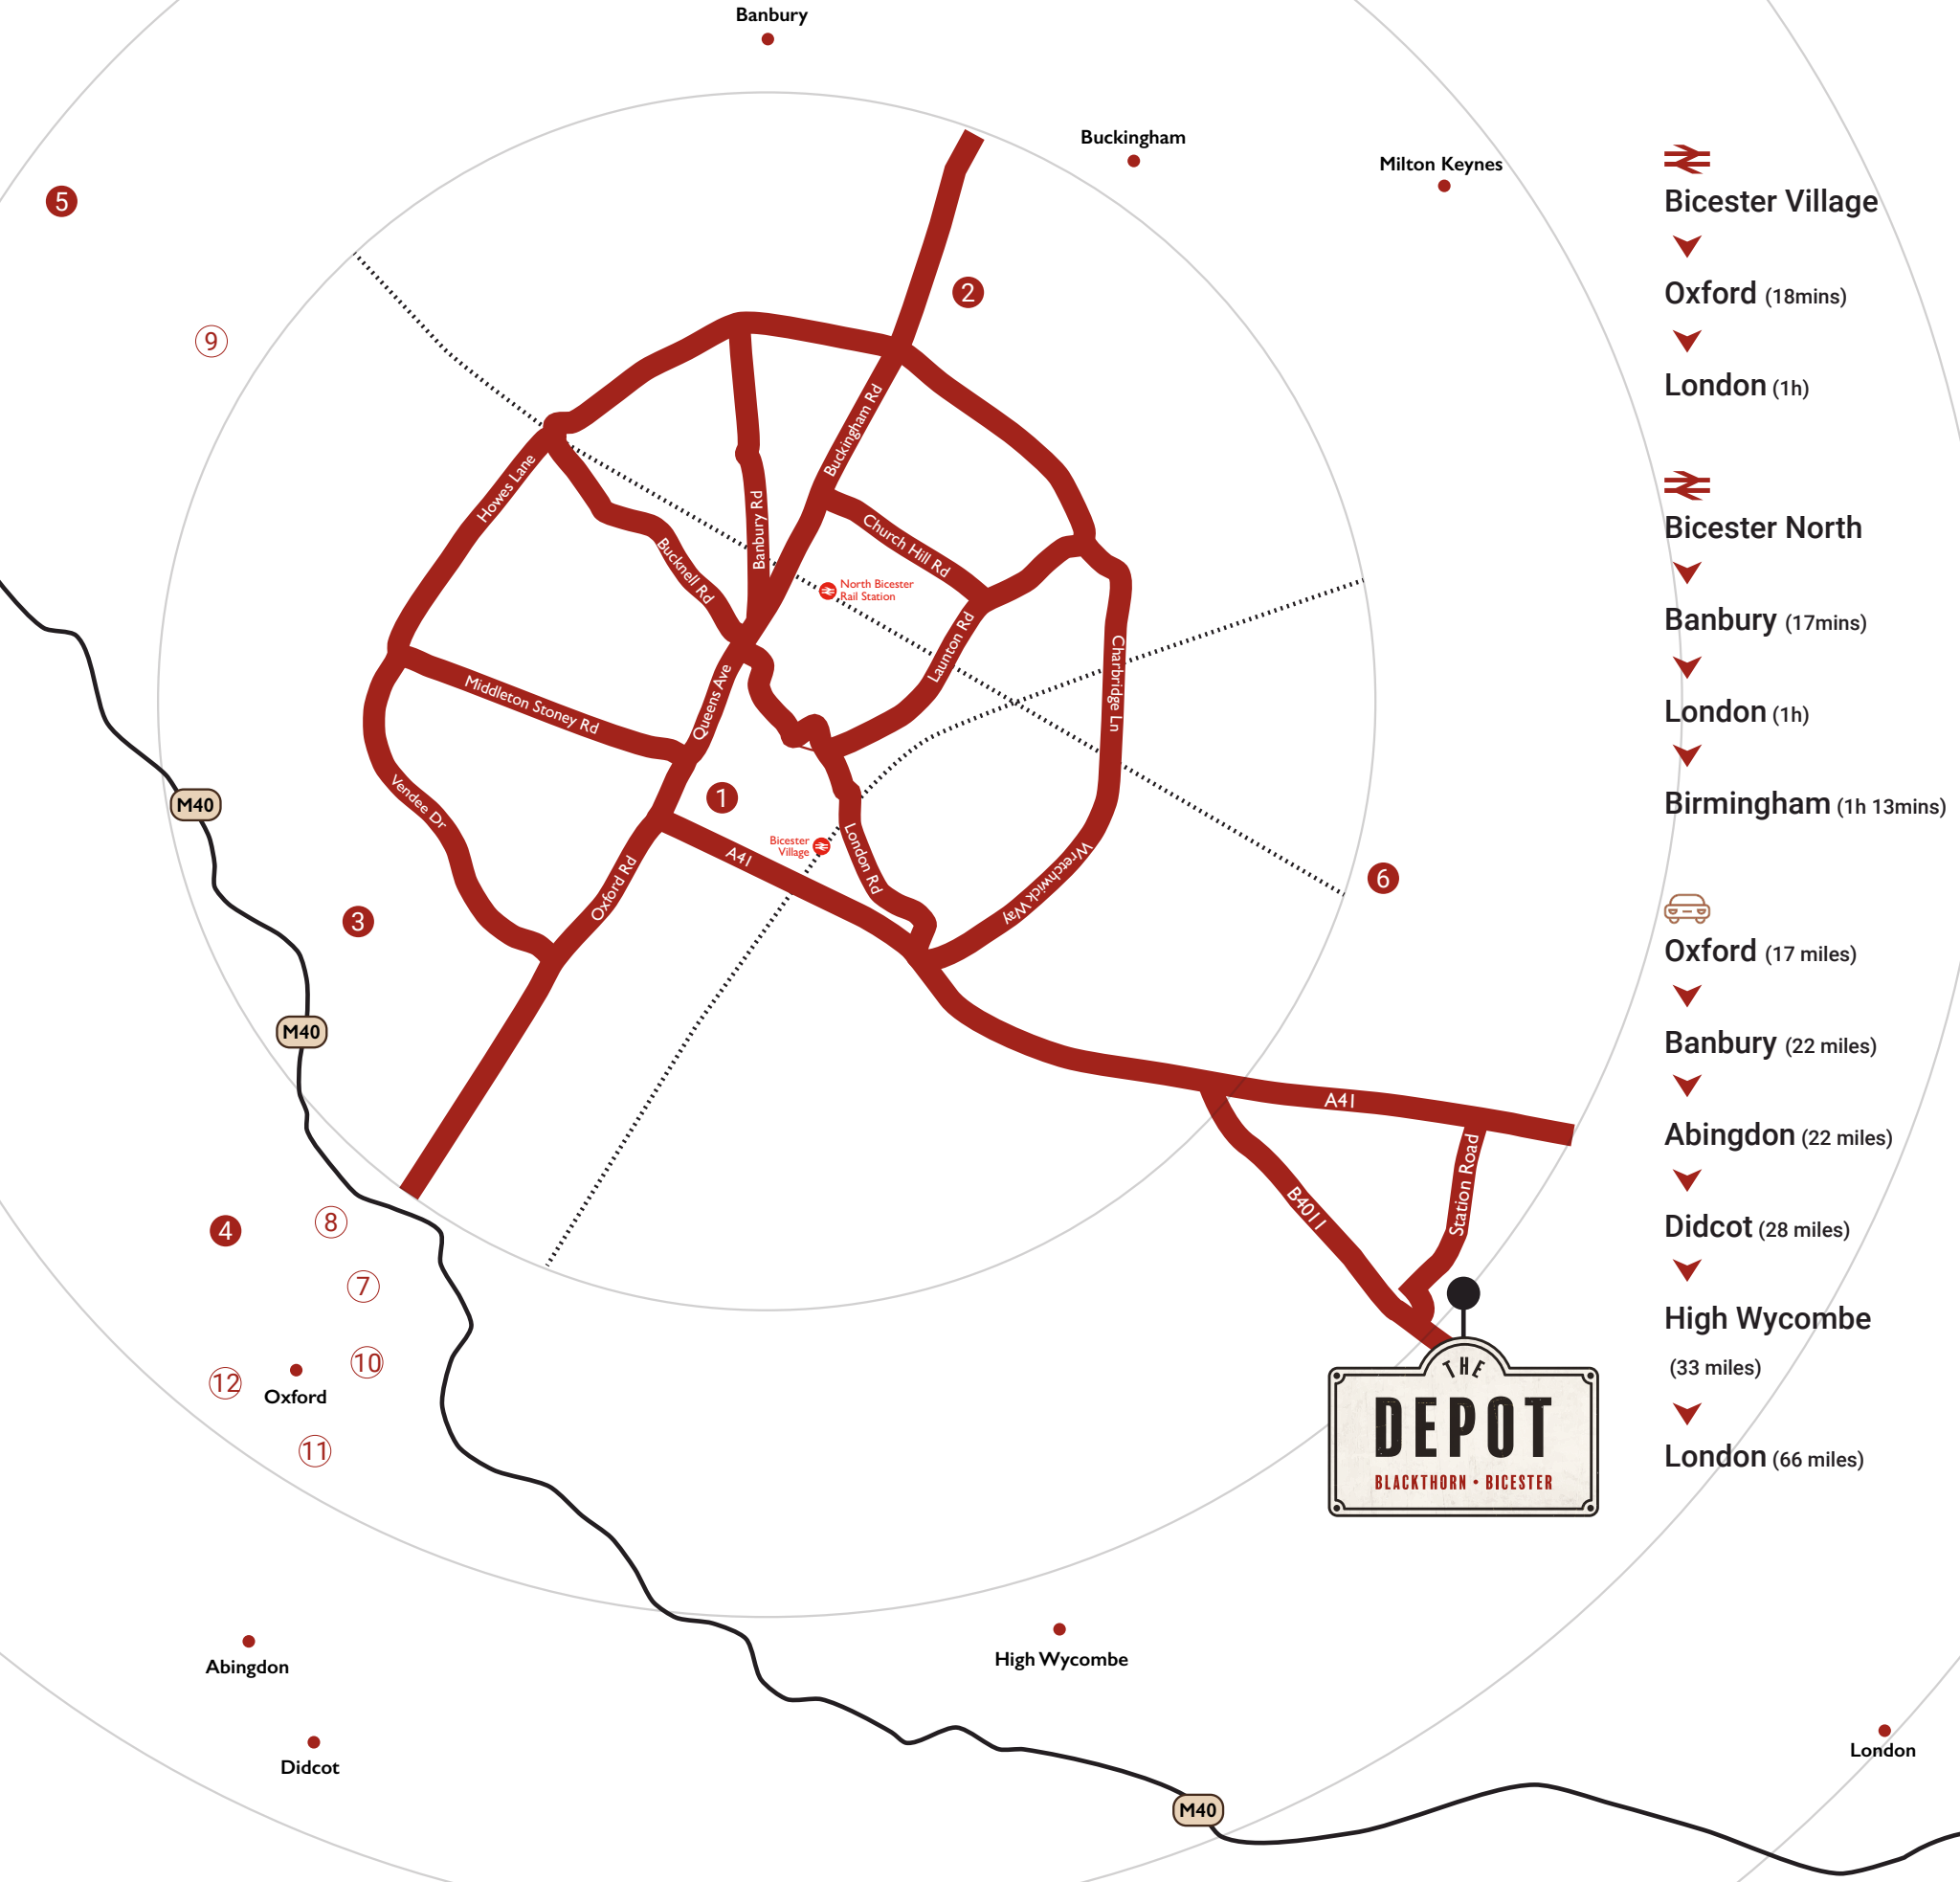 Banbury
Buckingham
Milton Keynes
5
2
9
Buckingham Rd
Howes Lane
Banbury Rd
Church Hill Rd
Bucknell Rd
North Bicester
Rail Station
Launton Rd
Charbridge Ln
Middleton Stoney Rd
Queens Ave
M40
Vendee Dr
1
Bicester
Village
A41
London Rd
Oxford Rd
Wretchwick Way
6
3
M40
A41
B4011
Station Road
4
8
7
10
12
Oxford
11
THE
DEPOT
BLACKTHORN • BICESTER
Abingdon
High Wycombe
Didcot
London
M40
Bicester Village
Oxford (18mins)
London (1h)
Bicester North
Banbury (17mins)
London (1h)
Birmingham (1h 13mins)
Oxford (17 miles)
Banbury (22 miles)
Abingdon (22 miles)
Didcot (28 miles)
High Wycombe
(33 miles)
London (66 miles)